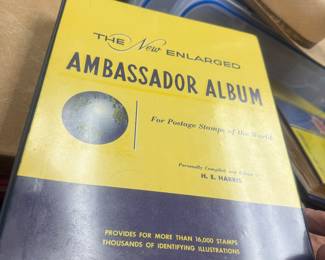 THE New ENLARGED
AMBASSADOR ALBUM
For Postage Stamps of the World
Personally Compiled and Edited by
H. E. HARRIS
PROVIDES FOR MORE THAN 16,000 STAMPS
THOUSANDS OF IDENTIFYING ILLUSTRATIONS